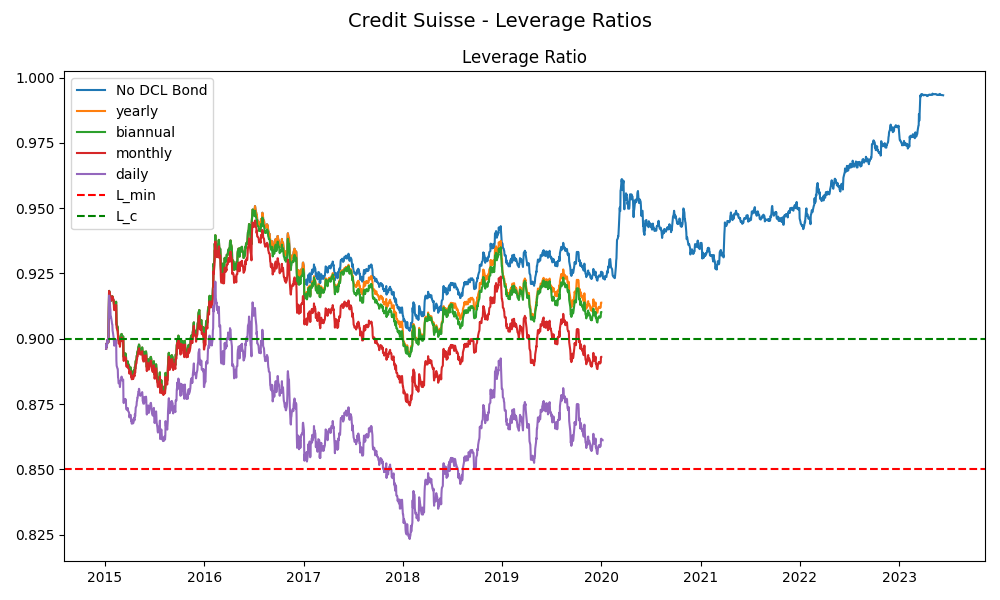 Credit Suisse - Leverage Ratios
Leverage Ratio
1.000
0.975
0.950
0.925
0.900
0.875
0.850
0.825
No DCL Bond
yearly
biannual
monthly
daily
L_min
L_c
2015 2016 2017 2018 2019 2020 2021 2022 2023